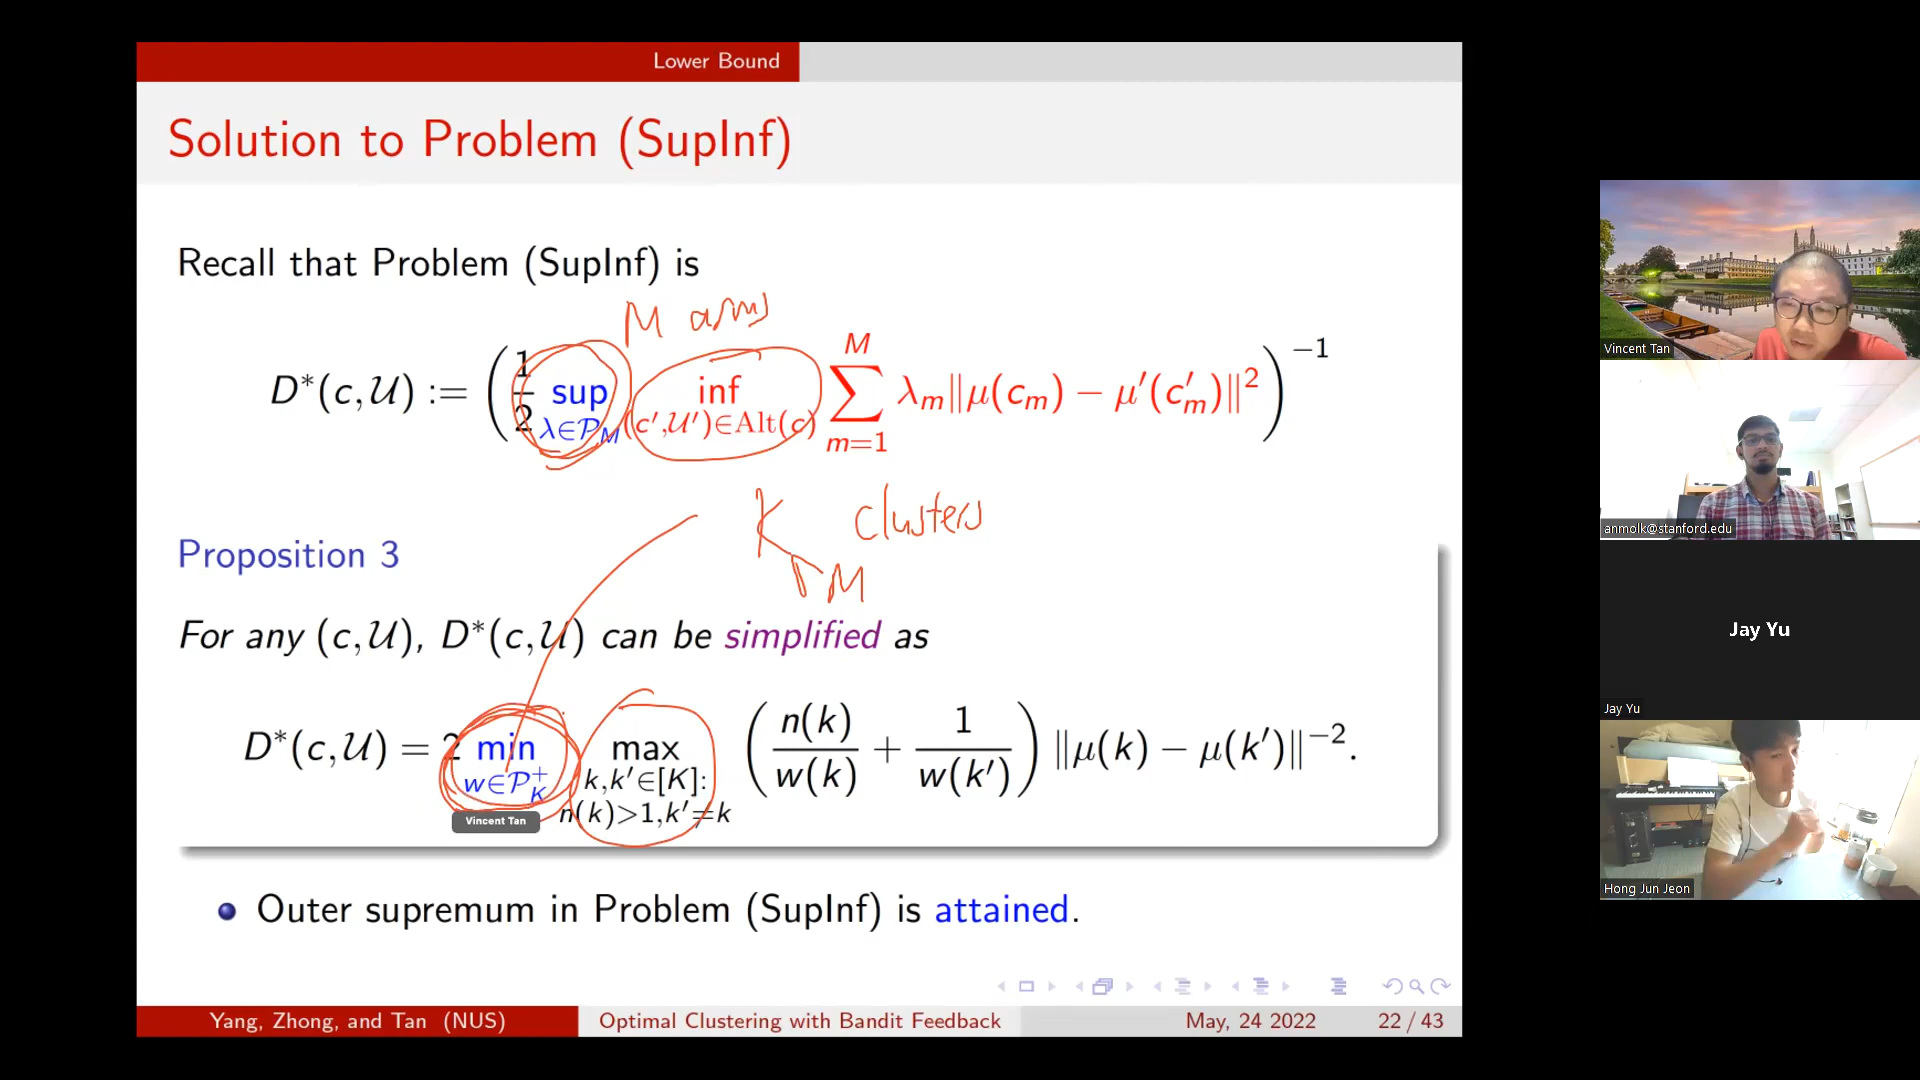 Lower Bound
Solution to Problem (SupInf)
Recall that Problem (SupInf) is
M arms
D*(c, 𝒰) := ( 1/2 sup_{λ∈𝒫_M} inf_{(c′,𝒰′)∈Alt(c)} ∑_{m=1}^{M} λ_m‖μ(c_m) − μ′(c′_m)‖² )^{−1}
K clusters
M
Proposition 3
For any (c, 𝒰), D*(c, 𝒰) can be simplified as
D*(c, 𝒰) = 2 min_{w∈𝒫_K^+} max_{k,k′∈[K]: n(k)>1,k′≠k} ( n(k)/w(k) + 1/w(k′) ) ‖μ(k) − μ(k′)‖^{−2}.
Vincent Tan
Outer supremum in Problem (SupInf) is attained.
Yang, Zhong, and Tan (NUS)
Optimal Clustering with Bandit Feedback
May, 24 2022
22 / 43
Vincent Tan
anmolk@stanford.edu
Jay Yu
Jay Yu
Hong Jun Jeon